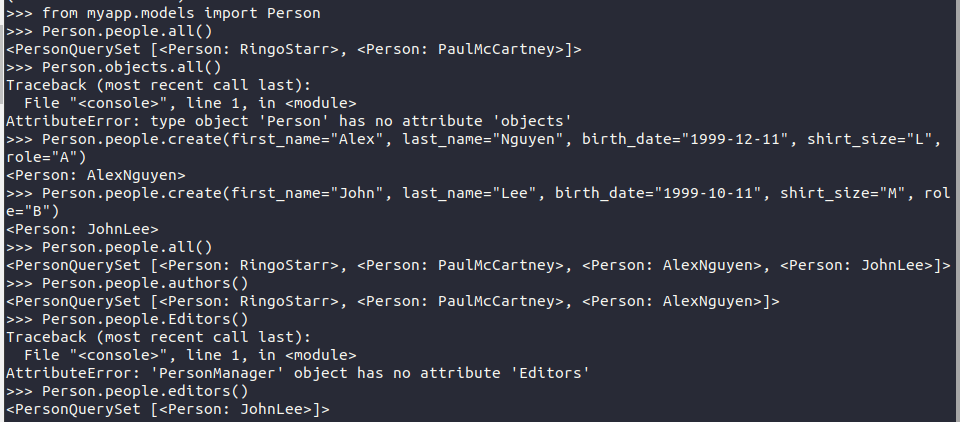 >>> from myapp.models import Person
>>> Person.people.all()
<PersonQuerySet [<Person: RingoStarr>, <Person: PaulMcCartney>]>
>>> Person.objects.all()
Traceback (most recent call last):
  File "<console>", line 1, in <module>
AttributeError: type object 'Person' has no attribute 'objects'
>>> Person.people.create(first_name="Alex", last_name="Nguyen", birth_date="1999-12-11", shirt_size="L",
role="A")
<Person: AlexNguyen>
>>> Person.people.create(first_name="John", last_name="Lee", birth_date="1999-10-11", shirt_size="M", rol
e="B")
<Person: JohnLee>
>>> Person.people.all()
<PersonQuerySet [<Person: RingoStarr>, <Person: PaulMcCartney>, <Person: AlexNguyen>, <Person: JohnLee>]>
>>> Person.people.authors()
<PersonQuerySet [<Person: RingoStarr>, <Person: PaulMcCartney>, <Person: AlexNguyen>]>
>>> Person.people.Editors()
Traceback (most recent call last):
  File "<console>", line 1, in <module>
AttributeError: 'PersonManager' object has no attribute 'Editors'
>>> Person.people.editors()
<PersonQuerySet [<Person: JohnLee>]>